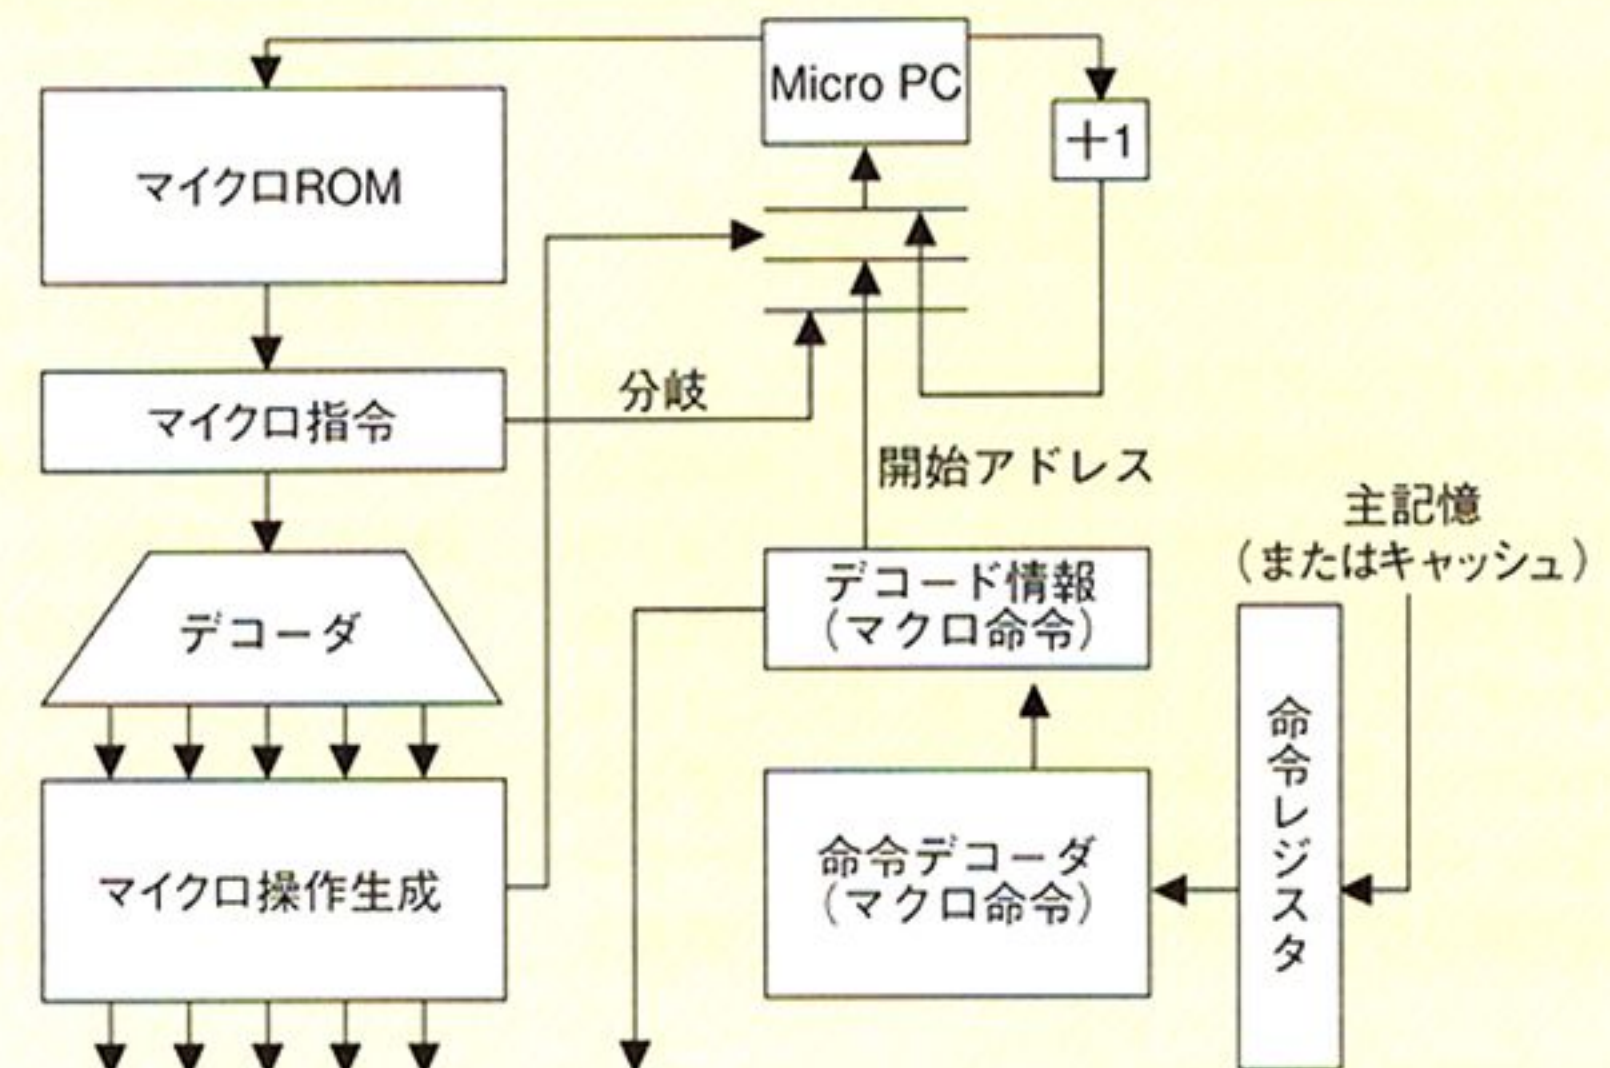 Micro PC
+1
マイクロROM
マイクロ指令
分岐
開始アドレス
主記憶
(またはキャッシュ)
デコーダ
デコード情報
(マクロ命令)
マイクロ操作生成
命令デコーダ
(マクロ命令)
命令レジスタ